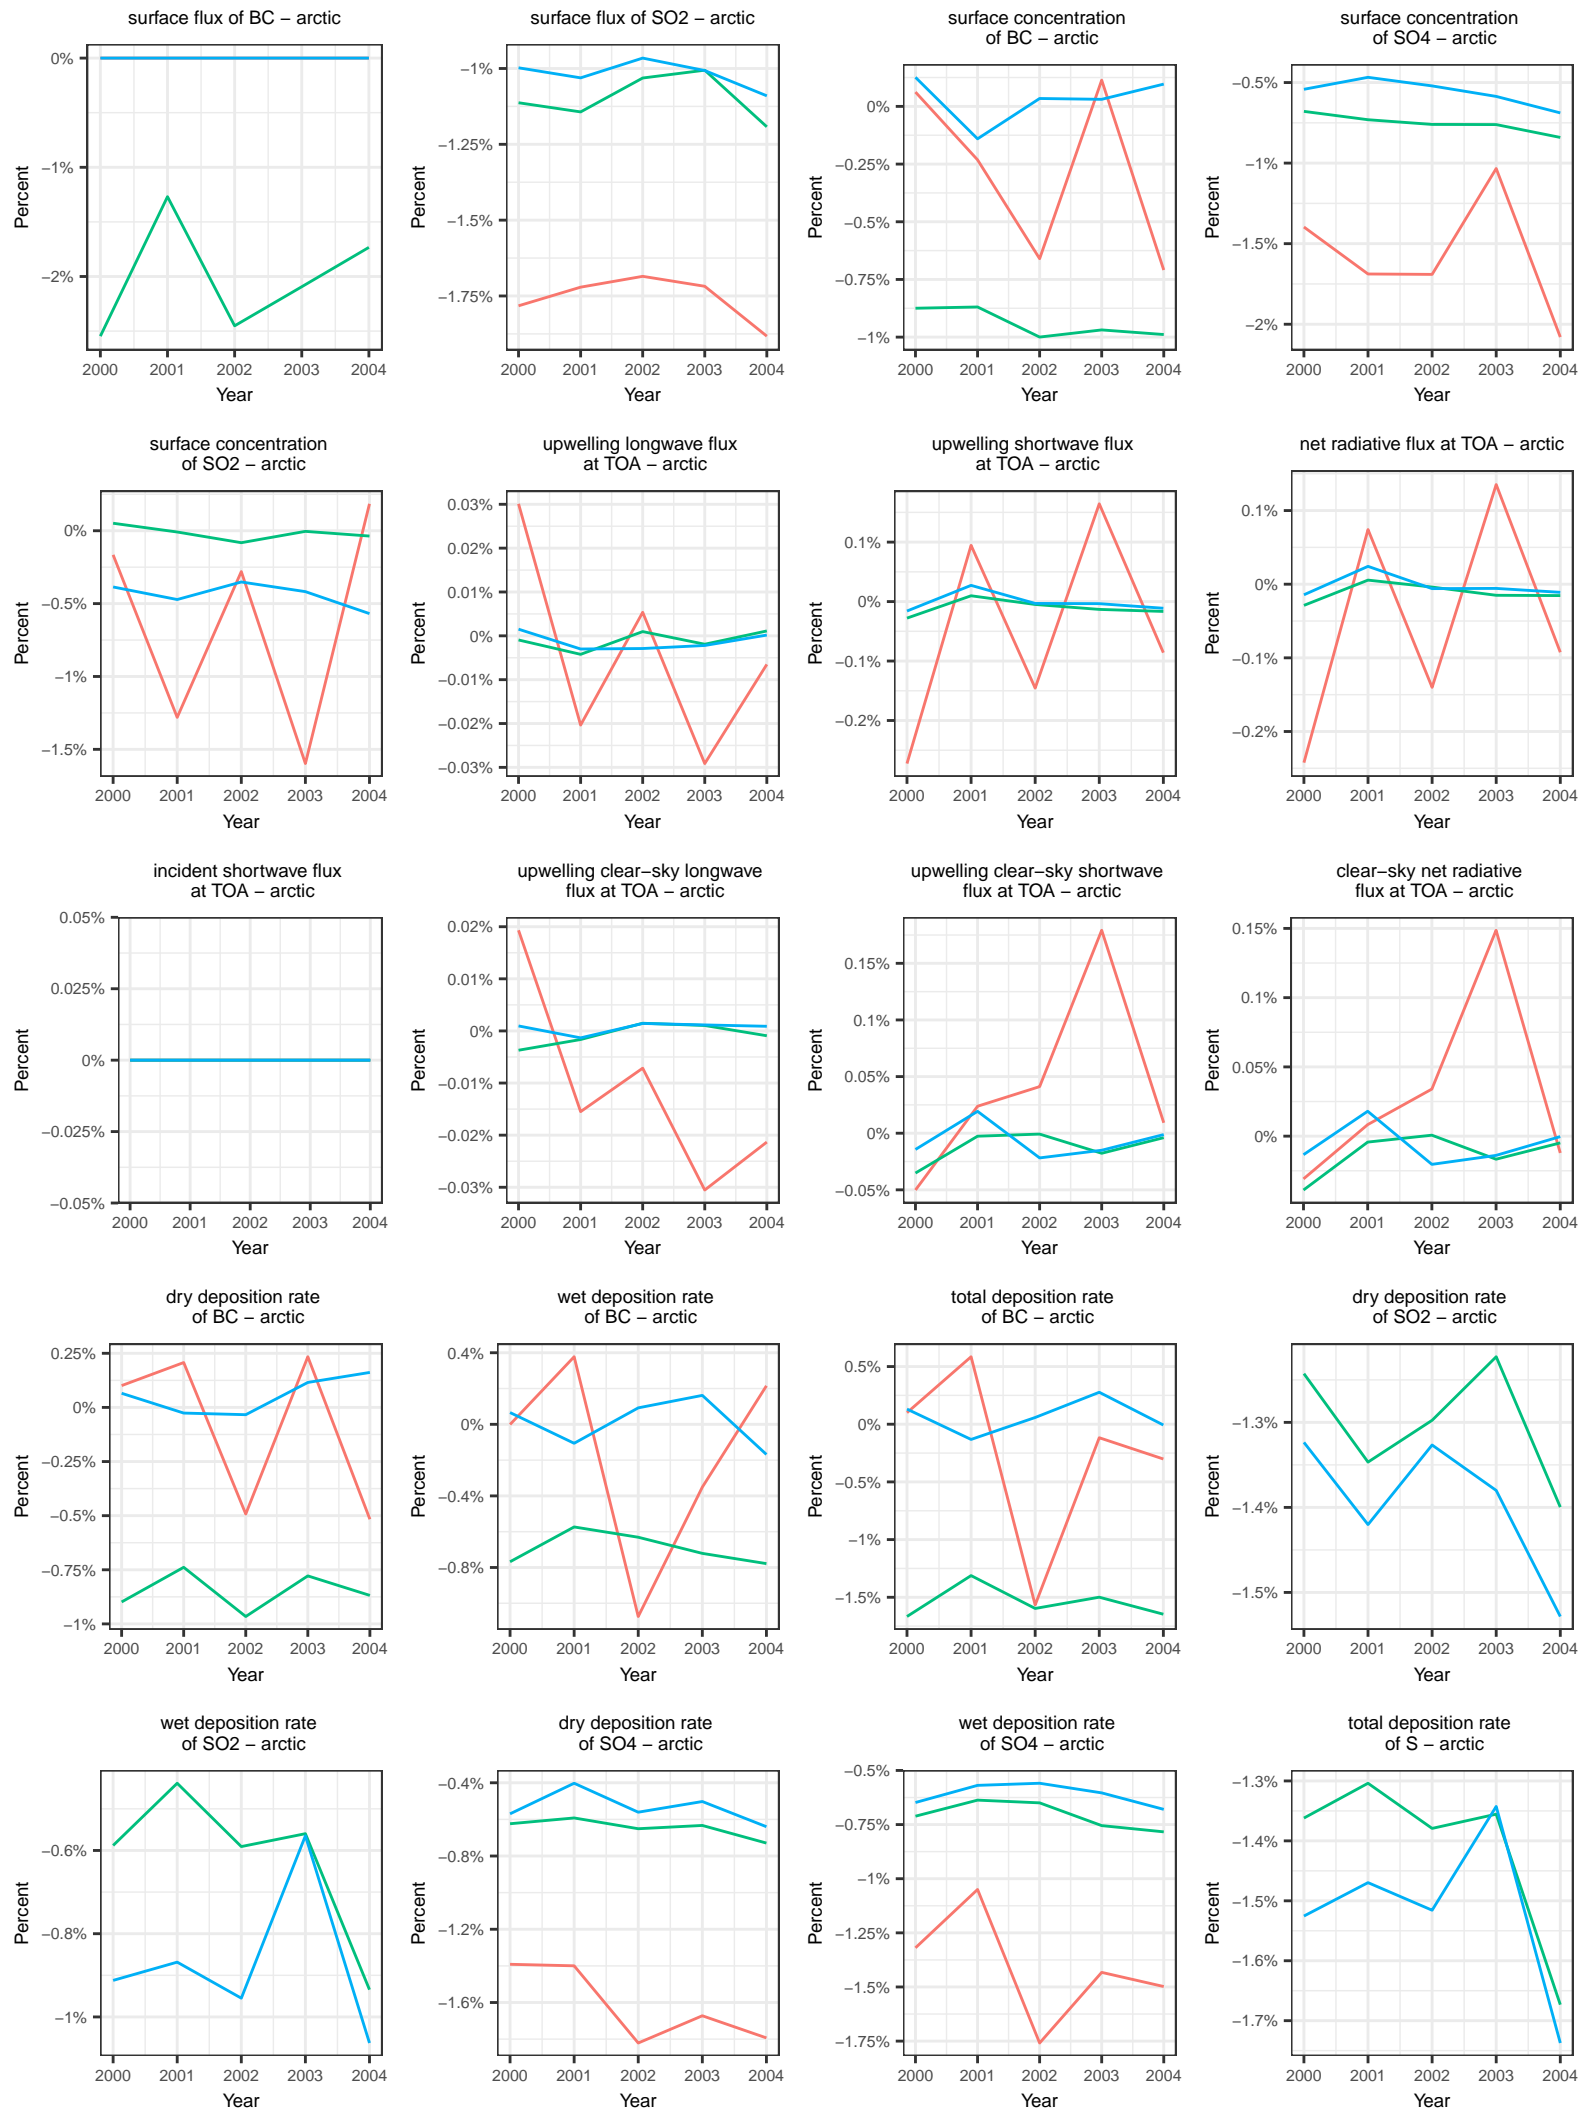 surface flux of BC − arctic
0%
−1%
−2%
Percent
2000 2001 2002 2003 2004
Year
surface flux of SO2 − arctic
−1%
−1.25%
−1.5%
−1.75%
Percent
2000 2001 2002 2003 2004
Year
surface concentration
of BC − arctic
0%
−0.25%
−0.5%
−0.75%
−1%
Percent
2000 2001 2002 2003 2004
Year
surface concentration
of SO4 − arctic
−0.5%
−1%
−1.5%
−2%
Percent
2000 2001 2002 2003 2004
Year
surface concentration
of SO2 − arctic
0%
−0.5%
−1%
−1.5%
Percent
2000 2001 2002 2003 2004
Year
upwelling longwave flux
at TOA − arctic
0.03%
0.02%
0.01%
0%
−0.01%
−0.02%
−0.03%
Percent
2000 2001 2002 2003 2004
Year
upwelling shortwave flux
at TOA − arctic
0.1%
0%
−0.1%
−0.2%
Percent
2000 2001 2002 2003 2004
Year
net radiative flux at TOA − arctic
0.1%
0%
−0.1%
−0.2%
Percent
2000 2001 2002 2003 2004
Year
incident shortwave flux
at TOA − arctic
0.05%
0.025%
0%
−0.025%
−0.05%
Percent
2000 2001 2002 2003 2004
Year
upwelling clear−sky longwave
flux at TOA − arctic
0.02%
0.01%
0%
−0.01%
−0.02%
−0.03%
Percent
2000 2001 2002 2003 2004
Year
upwelling clear−sky shortwave
flux at TOA − arctic
0.15%
0.1%
0.05%
0%
−0.05%
Percent
2000 2001 2002 2003 2004
Year
clear−sky net radiative
flux at TOA − arctic
0.15%
0.1%
0.05%
0%
Percent
2000 2001 2002 2003 2004
Year
dry deposition rate
of BC − arctic
0.25%
0%
−0.25%
−0.5%
−0.75%
−1%
Percent
2000 2001 2002 2003 2004
Year
wet deposition rate
of BC − arctic
0.4%
0%
−0.4%
−0.8%
Percent
2000 2001 2002 2003 2004
Year
total deposition rate
of BC − arctic
0.5%
0%
−0.5%
−1%
−1.5%
Percent
2000 2001 2002 2003 2004
Year
dry deposition rate
of SO2 − arctic
−1.3%
−1.4%
−1.5%
Percent
2000 2001 2002 2003 2004
Year
wet deposition rate
of SO2 − arctic
−0.6%
−0.8%
−1%
Percent
2000 2001 2002 2003 2004
Year
dry deposition rate
of SO4 − arctic
−0.4%
−0.8%
−1.2%
−1.6%
Percent
2000 2001 2002 2003 2004
Year
wet deposition rate
of SO4 − arctic
−0.5%
−0.75%
−1%
−1.25%
−1.5%
−1.75%
Percent
2000 2001 2002 2003 2004
Year
total deposition rate
of S − arctic
−1.3%
−1.4%
−1.5%
−1.6%
−1.7%
Percent
2000 2001 2002 2003 2004
Year